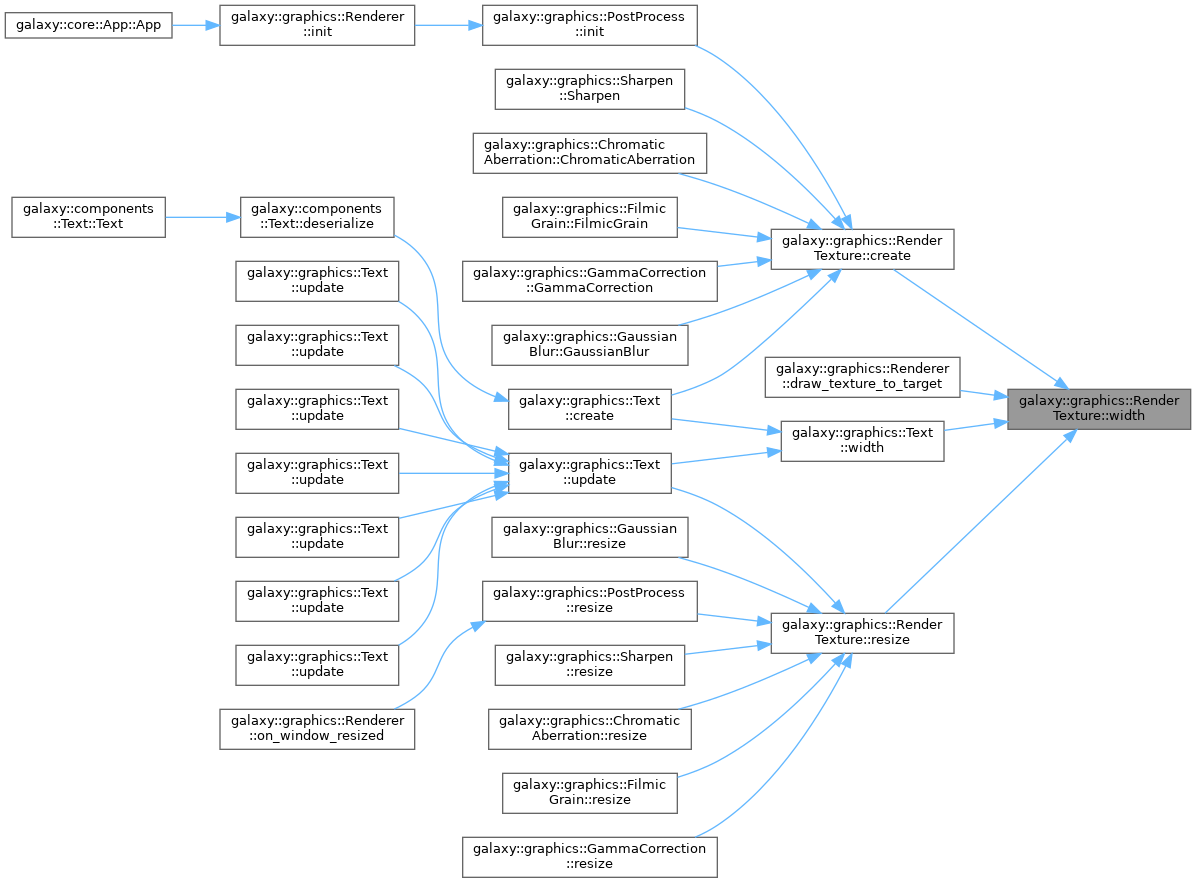 galaxy::core::App::App
galaxy::graphics::Renderer
::init
galaxy::graphics::PostProcess
::init
galaxy::graphics::Sharpen
::Sharpen
galaxy::graphics::Chromatic
Aberration::ChromaticAberration
galaxy::components
::Text::Text
galaxy::components
::Text::deserialize
galaxy::graphics::Filmic
Grain::FilmicGrain
galaxy::graphics::Render
Texture::create
galaxy::graphics::Text
::update
galaxy::graphics::GammaCorrection
::GammaCorrection
galaxy::graphics::Text
::update
galaxy::graphics::Gaussian
Blur::GaussianBlur
galaxy::graphics::Renderer
::draw_texture_to_target
galaxy::graphics::Text
::update
galaxy::graphics::Text
::create
galaxy::graphics::Render
Texture::width
galaxy::graphics::Text
::width
galaxy::graphics::Text
::update
galaxy::graphics::Text
::update
galaxy::graphics::Text
::update
galaxy::graphics::Gaussian
Blur::resize
galaxy::graphics::Text
::update
galaxy::graphics::PostProcess
::resize
galaxy::graphics::Render
Texture::resize
galaxy::graphics::Text
::update
galaxy::graphics::Sharpen
::resize
galaxy::graphics::Renderer
::on_window_resized
galaxy::graphics::Chromatic
Aberration::resize
galaxy::graphics::Filmic
Grain::resize
galaxy::graphics::GammaCorrection
::resize